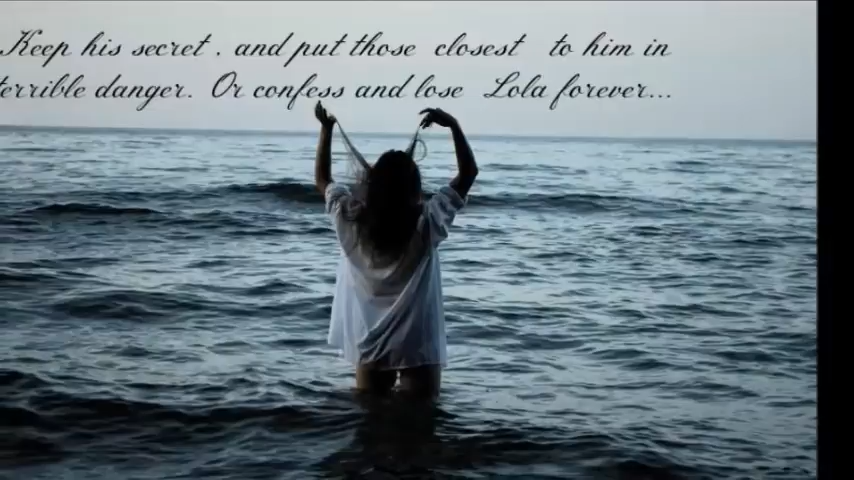 Keep his secret , and put those closest to him in
terrible danger. Or confess and lose Lola forever...